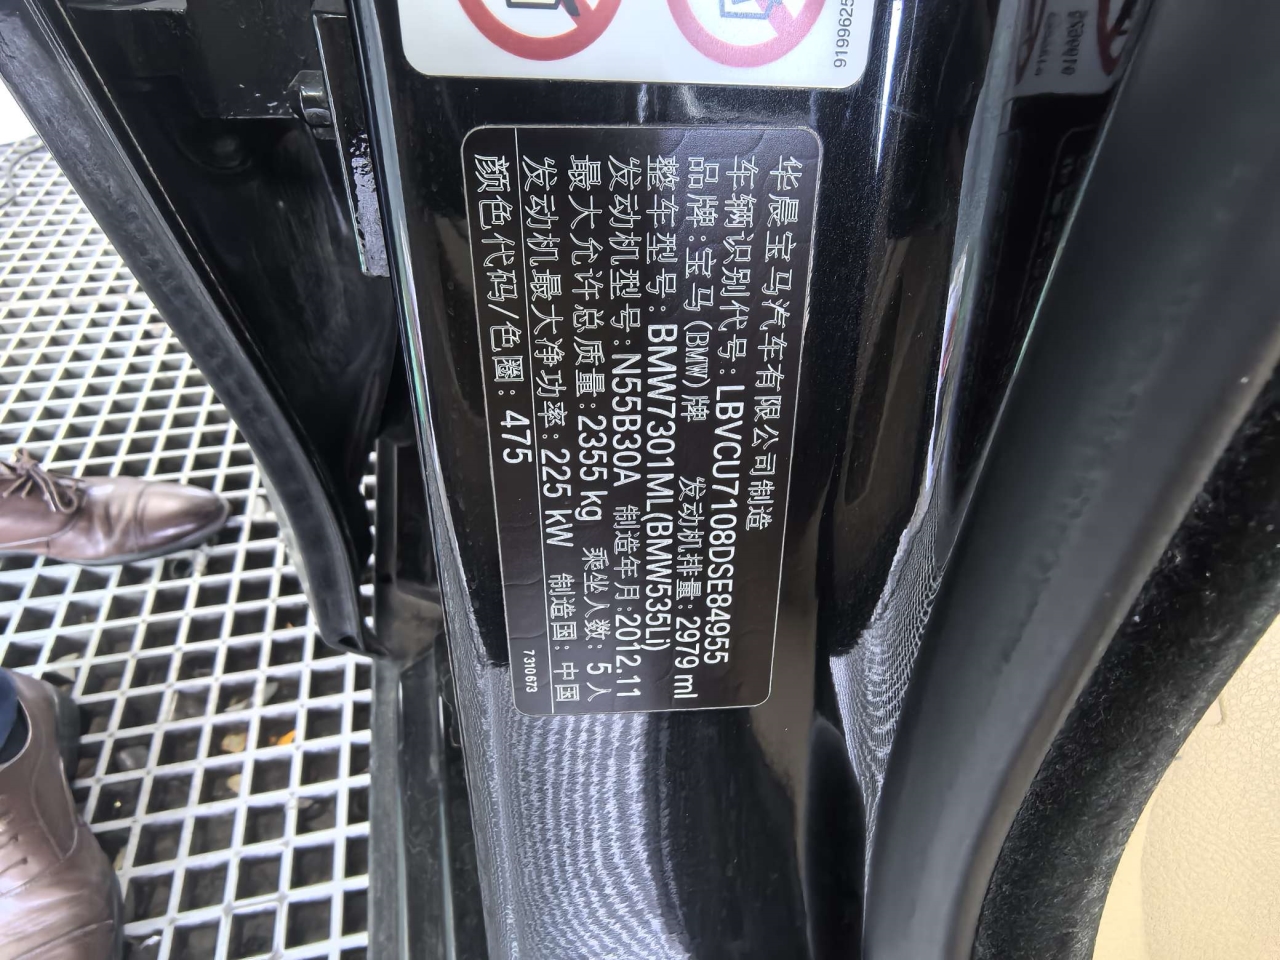 9199625
华晨宝马汽车有限公司制造
车辆识别代号:LBVCU7108DSE84955
品牌:宝马(BMW)牌 发动机排量:2979 ml
整车型号:BMW7301ML(BMW535Li)
发动机型号:N55B30A 制造年月:2012.11
最大允许总质量:2355 kg 乘坐人数:5人
发动机最大净功率:225 kW 制造国:中国
颜色代码/色圈:475
7310673